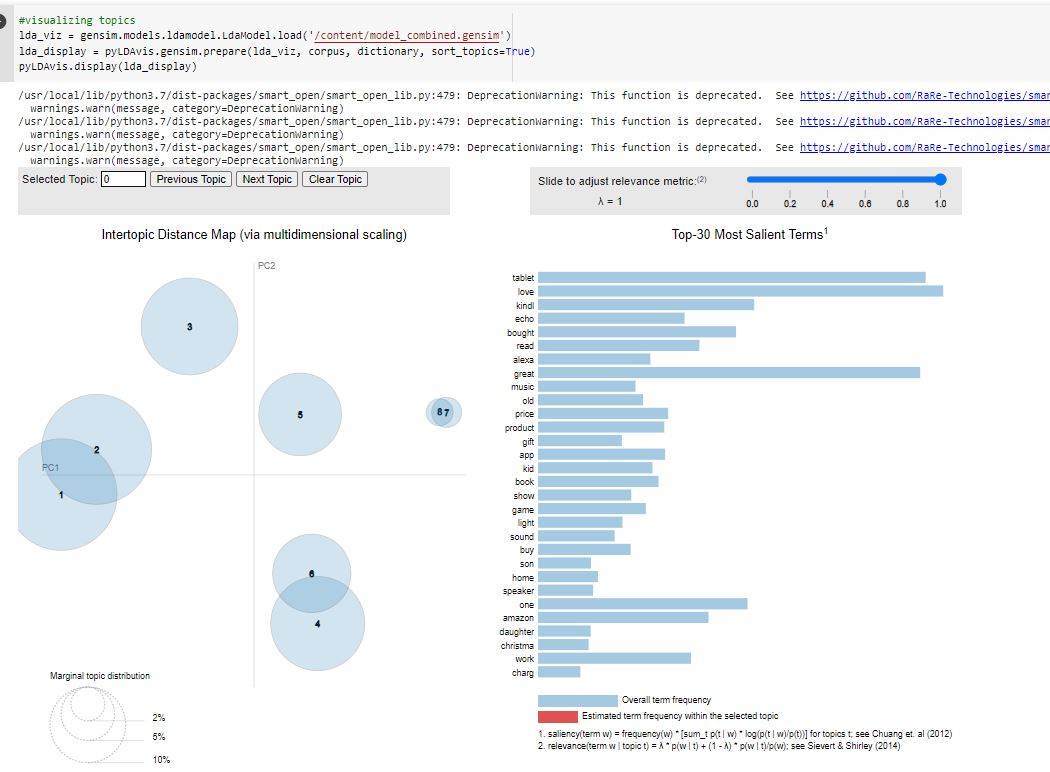 #visualizing topics
lda_viz = gensim.models.ldamodel.LdaModel.load('/content/model_combined.gensim')
lda_display = pyLDAvis.gensim.prepare(lda_viz, corpus, dictionary, sort_topics=True)
pyLDAvis.display(lda_display)
/usr/local/lib/python3.7/dist-packages/smart_open/smart_open_lib.py:479: DeprecationWarning: This function is deprecated.  See https://github.com/RaRe-Technologies/smar
  warnings.warn(message, category=DeprecationWarning)
/usr/local/lib/python3.7/dist-packages/smart_open/smart_open_lib.py:479: DeprecationWarning: This function is deprecated.  See https://github.com/RaRe-Technologies/smar
  warnings.warn(message, category=DeprecationWarning)
/usr/local/lib/python3.7/dist-packages/smart_open/smart_open_lib.py:479: DeprecationWarning: This function is deprecated.  See https://github.com/RaRe-Technologies/smar
  warnings.warn(message, category=DeprecationWarning)
Selected Topic: 0 Previous Topic Next Topic Clear Topic
Slide to adjust relevance metric:(2)
λ = 1
0.0 0.2 0.4 0.6 0.8 1.0
Intertopic Distance Map (via multidimensional scaling)
PC2
3
5
8 7
2
PC1
1
6
4
Marginal topic distribution
2%
5%
10%
Top-30 Most Salient Terms1
tablet
love
kindl
echo
bought
read
alexa
great
music
old
price
product
gift
app
kid
book
show
game
light
sound
buy
son
home
speaker
one
amazon
daughter
christma
work
charg
Overall term frequency
Estimated term frequency within the selected topic
1. saliency(term w) = frequency(w) * [sum_t p(t | w) * log(p(t | w)/p(t))] for topics t; see Chuang et. al (2012)
2. relevance(term w | topic t) = λ * p(w | t) + (1 - λ) * p(w | t)/p(w); see Sievert & Shirley (2014)